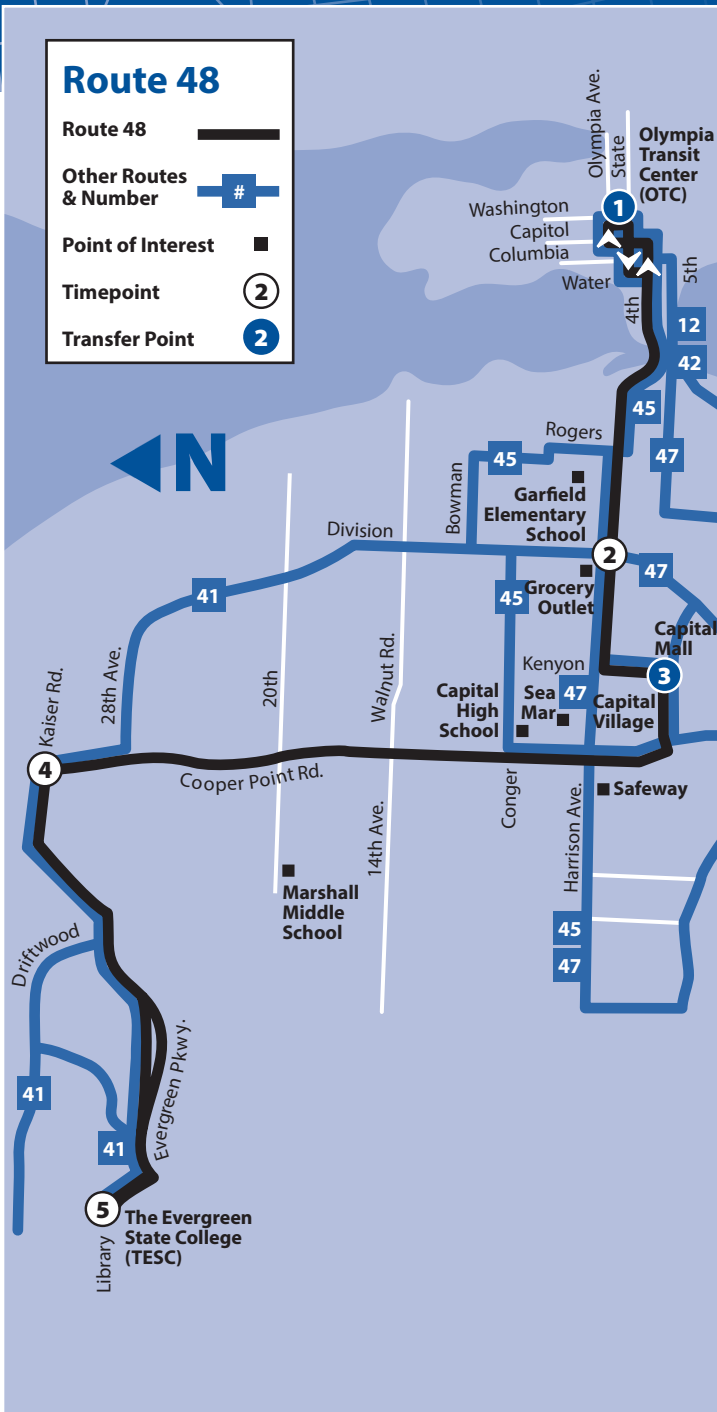 Route 48
Route 48
Other Routes
& Number
#
Point of Interest
Timepoint
2
Transfer Point
2
N
Olympia Ave.
State
Olympia
Transit
Center
(OTC)
1
Washington
Capitol
Columbia
Water
4th
5th
12
42
45
47
Rogers
45
Bowman
Garfield
Elementary
School
Division
2
47
Grocery
Outlet
41
45
Capital
Mall
3
Kenyon
47
Capital
Village
Sea
Mar
Capital
High
School
Kaiser Rd.
28th Ave.
20th
Walnut Rd.
4
Cooper Point Rd.
14th Ave.
Conger
Harrison Ave.
Safeway
Marshall
Middle
School
45
47
Driftwood
Evergreen Pkwy.
41
41
5
The Evergreen
State College
(TESC)
Library